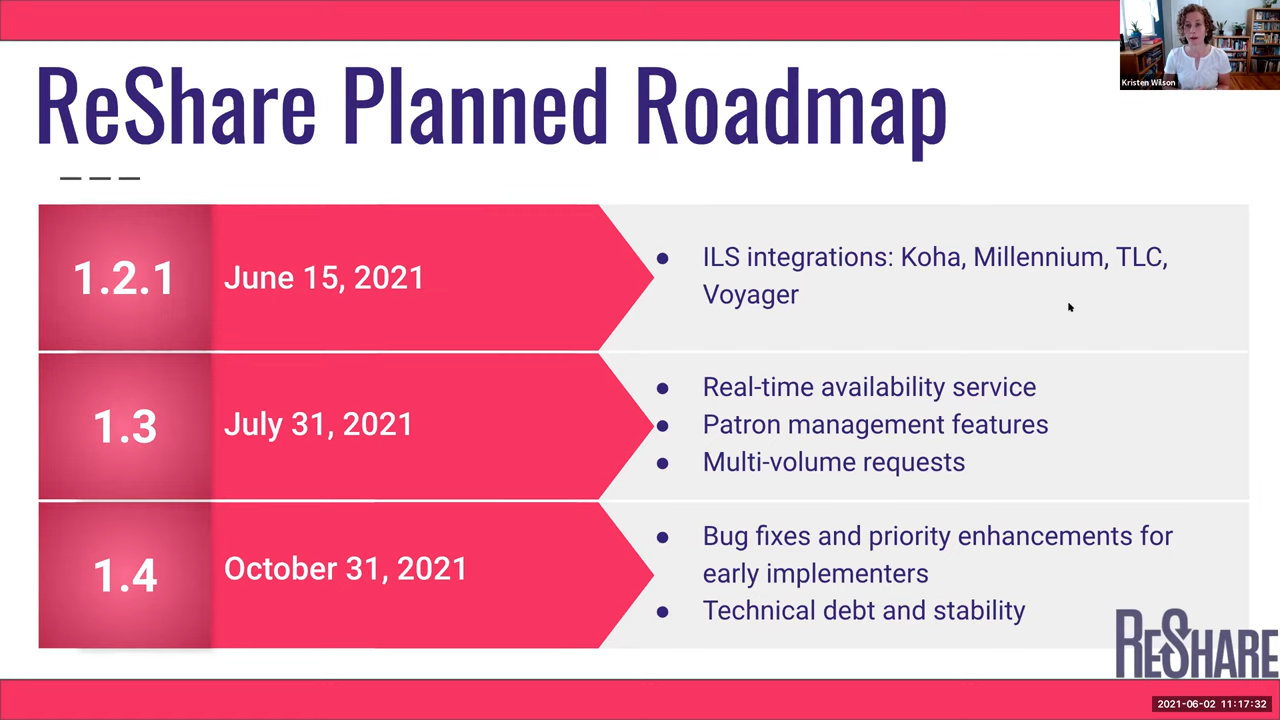 Kristen Wilson
ReShare Planned Roadmap
1.2.1
June 15, 2021
● ILS integrations: Koha, Millennium, TLC,
Voyager
1.3
July 31, 2021
● Real-time availability service
● Patron management features
● Multi-volume requests
1.4
October 31, 2021
● Bug fixes and priority enhancements for
early implementers
● Technical debt and stability
RESHARE
2021-06-02 11:17:32